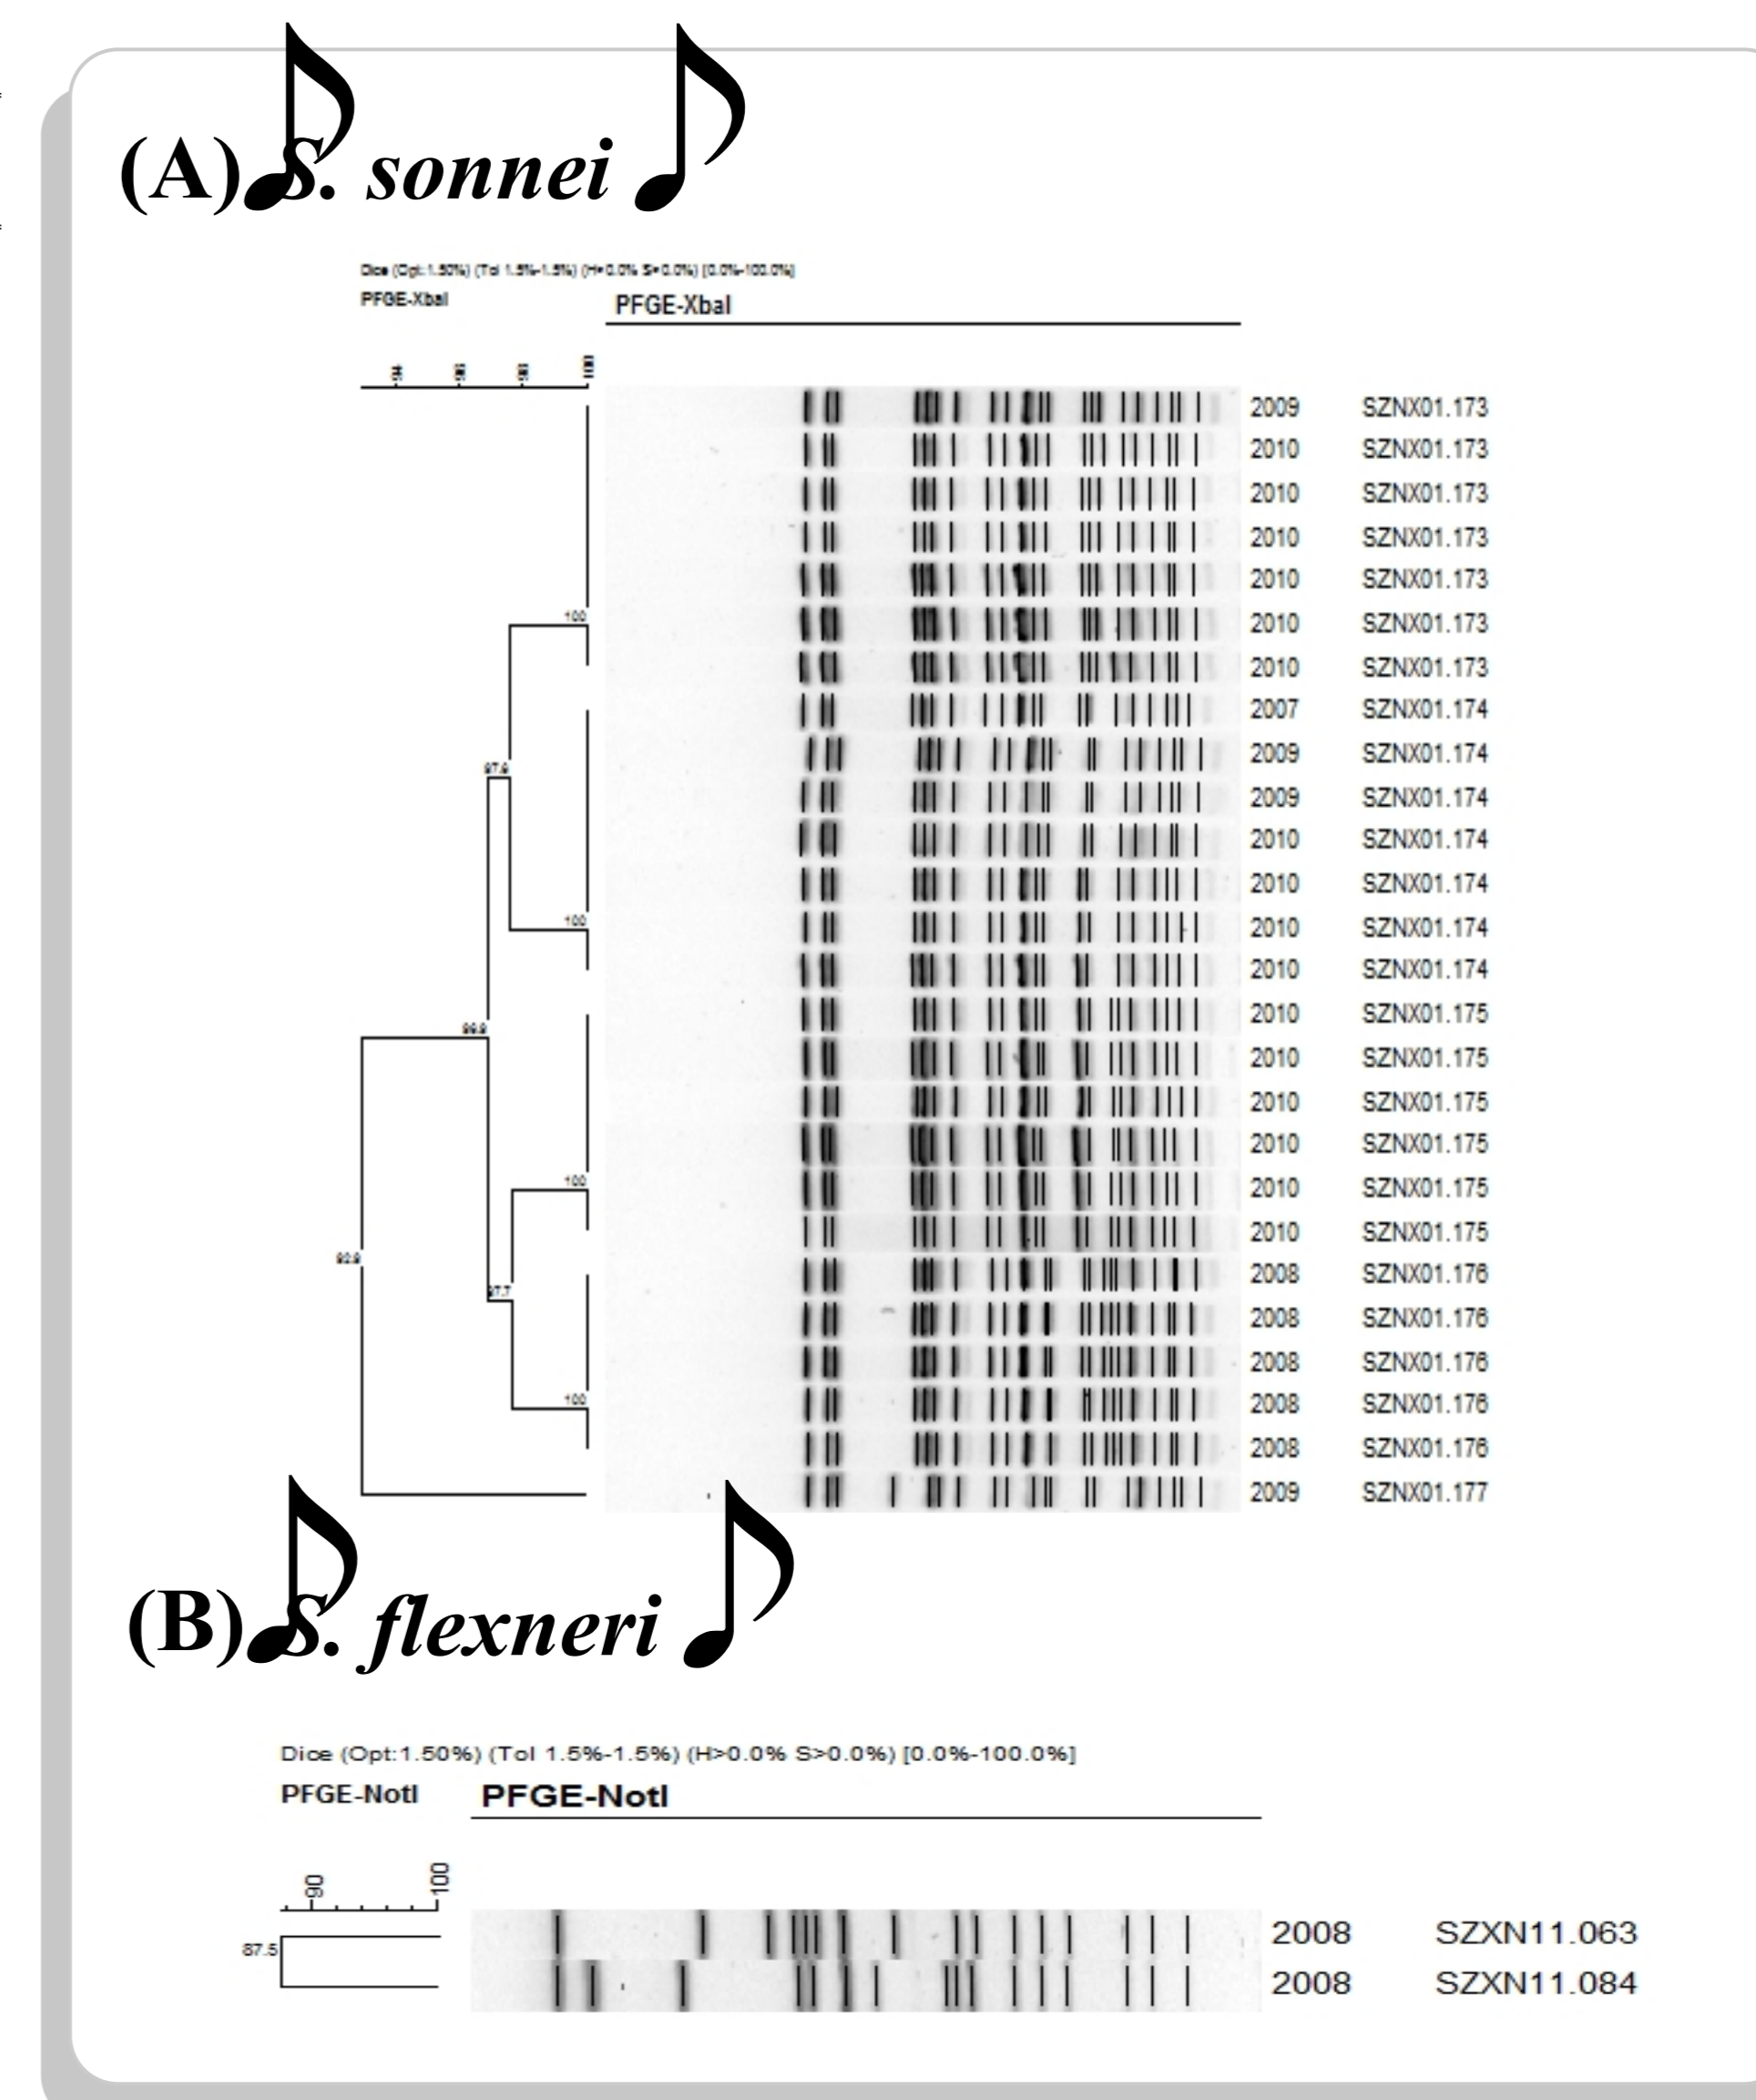 (A) S. sonnei
Dice (Opt:1.50%) (Tol 1.5%-1.5%) (H>0.0% S>0.0%) [0.0%-100.0%]
PFGE-XbaI PFGE-XbaI
94 96 98 100
2009 SZNX01.173
2010 SZNX01.173
2010 SZNX01.173
2010 SZNX01.173
2010 SZNX01.173
100 2010 SZNX01.173
2010 SZNX01.173
2007 SZNX01.174
2009 SZNX01.174
2009 SZNX01.174
2010 SZNX01.174
2010 SZNX01.174
100 2010 SZNX01.174
2010 SZNX01.174
2010 SZNX01.175
2010 SZNX01.175
2010 SZNX01.175
2010 SZNX01.175
100 2010 SZNX01.175
2010 SZNX01.175
2008 SZNX01.176
97.7 2008 SZNX01.176
2008 SZNX01.176
100 2008 SZNX01.176
2008 SZNX01.176
2009 SZNX01.177
(B) S. flexneri
Dice (Opt:1.50%) (Tol 1.5%-1.5%) (H>0.0% S>0.0%) [0.0%-100.0%]
PFGE-NotI PFGE-NotI
90 100
2008 SZXN11.063
87.5
2008 SZXN11.084